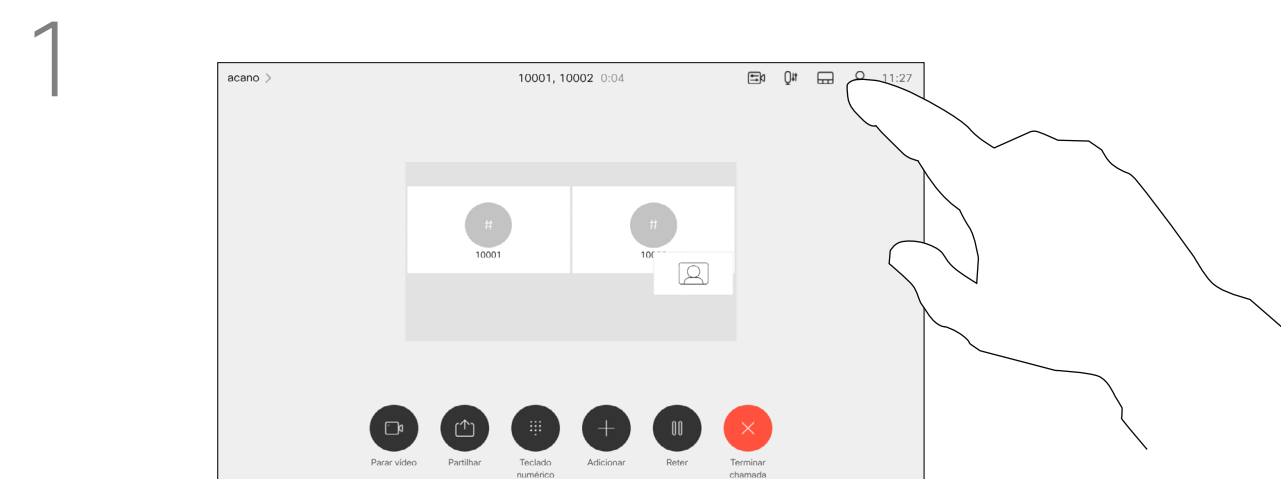 1
acano >
10001, 10002 0:04
11:27
#
#
10001
Parar vídeo
Partilhar
Teclado
numérico
Adicionar
Reter
Terminar
chamada